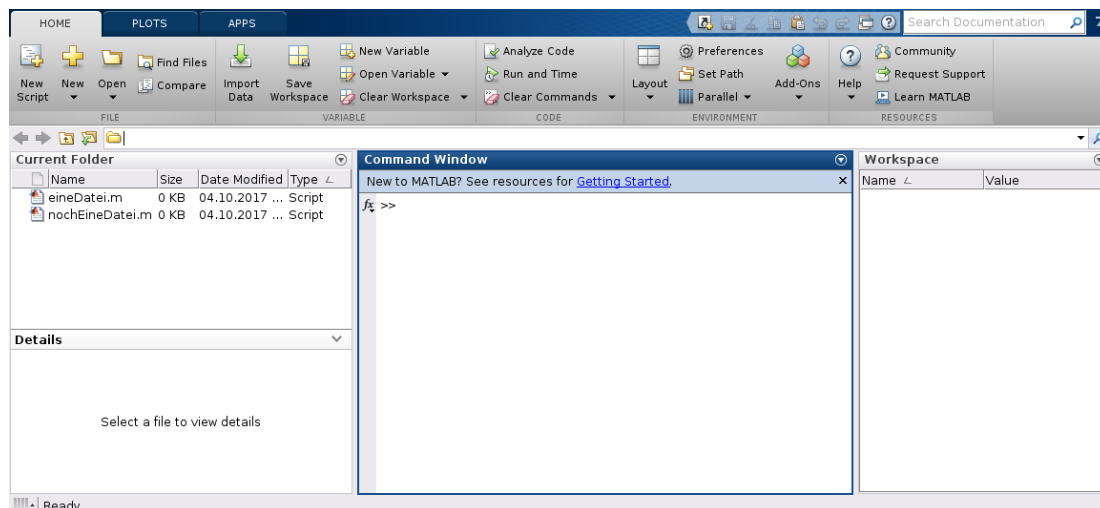 HOME PLOTS APPS Search Documentation
New Script New Open Find Files Compare Import Data Save Workspace New Variable Open Variable Clear Workspace Analyze Code Run and Time Clear Commands Layout Preferences Set Path Parallel Add-Ons Help Community Request Support Learn MATLAB
FILE VARIABLE CODE ENVIRONMENT RESOURCES
Current Folder
Name Size Date Modified Type
eineDatei.m 0 KB 04.10.2017 ... Script
nochEineDatei.m 0 KB 04.10.2017 ... Script
Details
Select a file to view details
Command Window
New to MATLAB? See resources for Getting Started.
fx >>
Workspace
Name Value
Ready